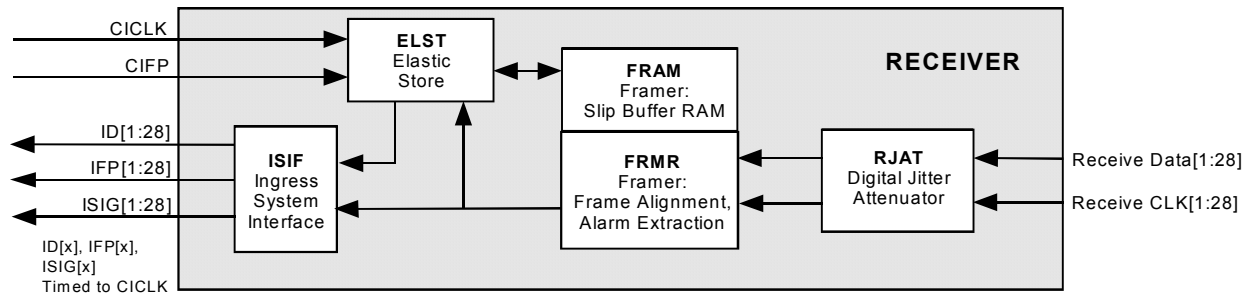 CICLK
CIFP
ELST
Elastic
Store
FRAM
Framer:
Slip Buffer RAM
RECEIVER
ID[1:28]
IFP[1:28]
ISIG[1:28]
ISIF
Ingress
System
Interface
FRMR
Framer:
Frame Alignment,
Alarm Extraction
RJAT
Digital Jitter
Attenuator
Receive Data[1:28]
Receive CLK[1:28]
ID[x], IFP[x],
ISIG[x]
Timed to CICLK